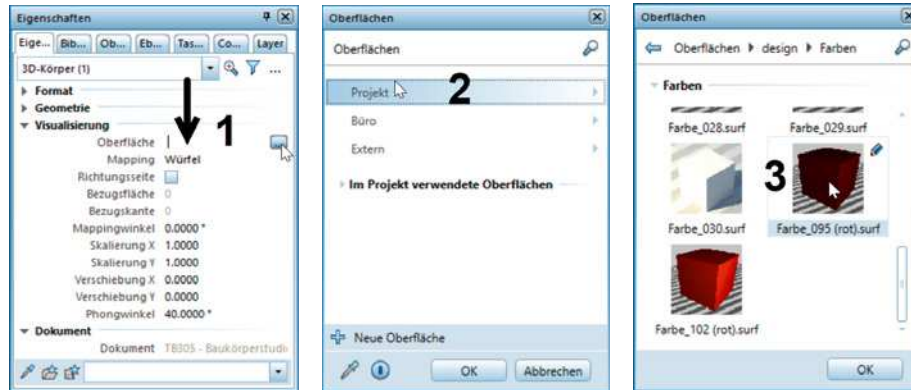 Eigenschaften
Eige... Bib... Ob... Eb... Tas... Co... Layer
3D-Körper (1)
...
Format
Geometrie
Visualisierung
1
Oberfläche
Mapping Würfel
Richtungsseite
Bezugsfläche 0
Bezugskante 0
Mappingwinkel 0.0000 *
Skalierung X 1.0000
Skalierung Y 1.0000
Verschiebung X 0.0000
Verschiebung Y 0.0000
Phongwinkel 40.0000 *
Dokument
Dokument TB305 - Baukörperstudi
Oberflächen
Oberflächen
Projekt
2
Büro
Extern
Im Projekt verwendete Oberflächen
Neue Oberfläche
OK Abbrechen
Oberflächen
Oberflächen design Farben
Farben
Farbe_028.surf Farbe_029.surf
3
Farbe_030.surf Farbe_095 (rot).surf
Farbe_102 (rot).surf
OK